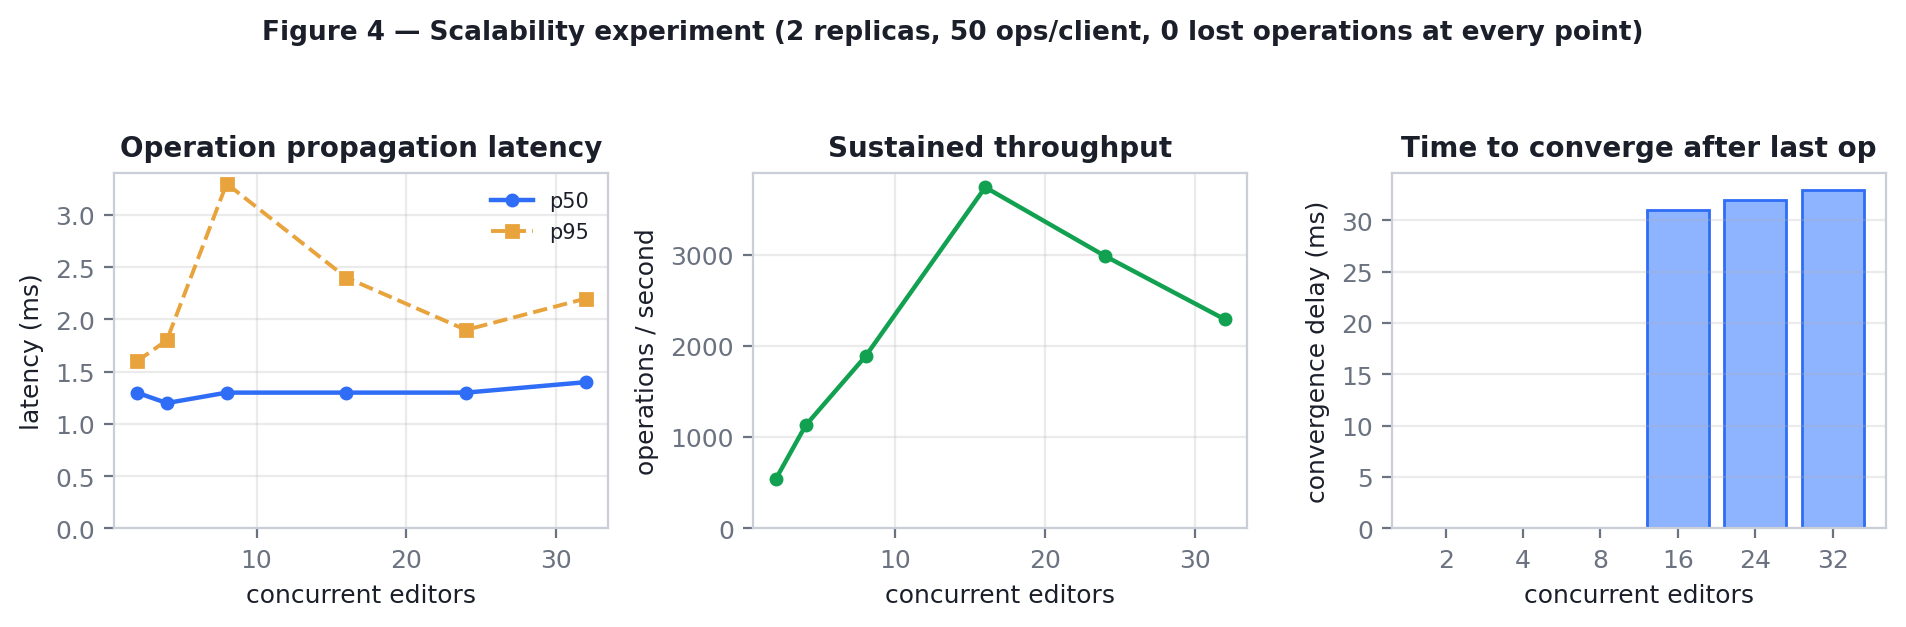 Figure 4 — Scalability experiment (2 replicas, 50 ops/client, 0 lost operations at every point)
Operation propagation latency
latency (ms)
3.0
2.5
2.0
1.5
1.0
0.5
0.0
p50
p95
10 20 30
concurrent editors
Sustained throughput
operations / second
3000
2000
1000
0
10 20 30
concurrent editors
Time to converge after last op
convergence delay (ms)
30
25
20
15
10
5
0
2 4 8 16 24 32
concurrent editors